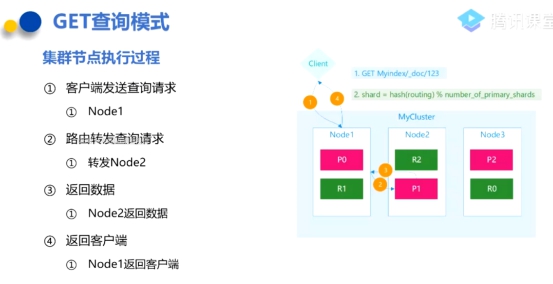 GET查询模式
腾讯课堂
集群节点执行过程
① 客户端发送查询请求
① Node1
② 路由转发查询请求
① 转发Node2
③ 返回数据
① Node2返回数据
④ 返回客户端
① Node1返回客户端
Client
1. GET Myindex/_doc/123
2. shard = hash(routing) % number_of_primary_shards
1
4
MyCluster
Node1
Node2
Node3
P0
R2
P2
3
2
R1
P1
R0